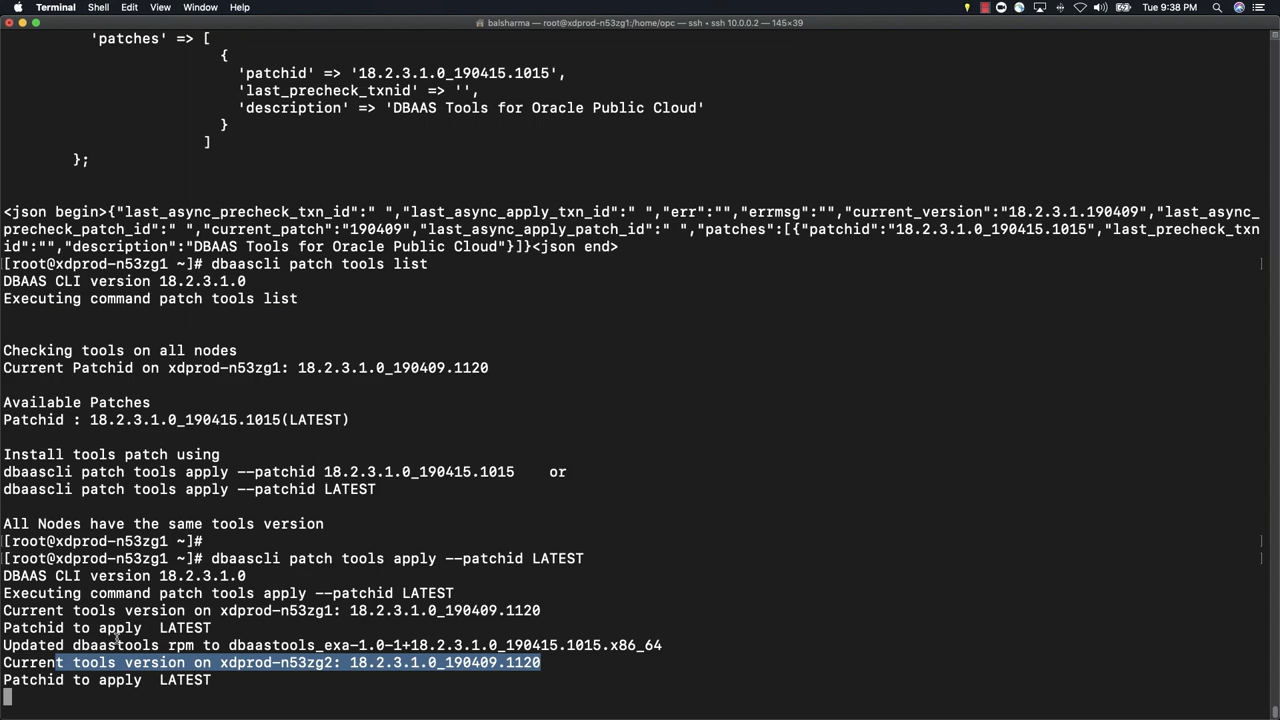 Terminal Shell Edit View Window Help Tue 9:38 PM
balsharma — root@xdprod-n53zg1:/home/opc — ssh • ssh 10.0.0.2 — 145×39
'patches' => [
{
'patchid' => '18.2.3.1.0_190415.1015',
'last_precheck_txnid' => '',
'description' => 'DBAAS Tools for Oracle Public Cloud'
}
]
};
<json begin>{"last_async_precheck_txn_id":" ","last_async_apply_txn_id":" ","err":"","errmsg":"","current_version":"18.2.3.1.190409","last_async_
precheck_patch_id":" ","current_patch":"190409","last_async_apply_patch_id":" ","patches":[{"patchid":"18.2.3.1.0_190415.1015","last_precheck_txn
id":"","description":"DBAAS Tools for Oracle Public Cloud"}]}<json end>
[root@xdprod-n53zg1 ~]# dbaascli patch tools list
DBAAS CLI version 18.2.3.1.0
Executing command patch tools list
Checking tools on all nodes
Current Patchid on xdprod-n53zg1: 18.2.3.1.0_190409.1120
Available Patches
Patchid : 18.2.3.1.0_190415.1015(LATEST)
Install tools patch using
dbaascli patch tools apply --patchid 18.2.3.1.0_190415.1015 or
dbaascli patch tools apply --patchid LATEST
All Nodes have the same tools version
[root@xdprod-n53zg1 ~]#
[root@xdprod-n53zg1 ~]# dbaascli patch tools apply --patchid LATEST
DBAAS CLI version 18.2.3.1.0
Executing command patch tools apply --patchid LATEST
Current tools version on xdprod-n53zg1: 18.2.3.1.0_190409.1120
Patchid to apply LATEST
Updated dbaastools rpm to dbaastools_exa-1.0-1+18.2.3.1.0_190415.1015.x86_64
Current tools version on xdprod-n53zg2: 18.2.3.1.0_190409.1120
Patchid to apply LATEST